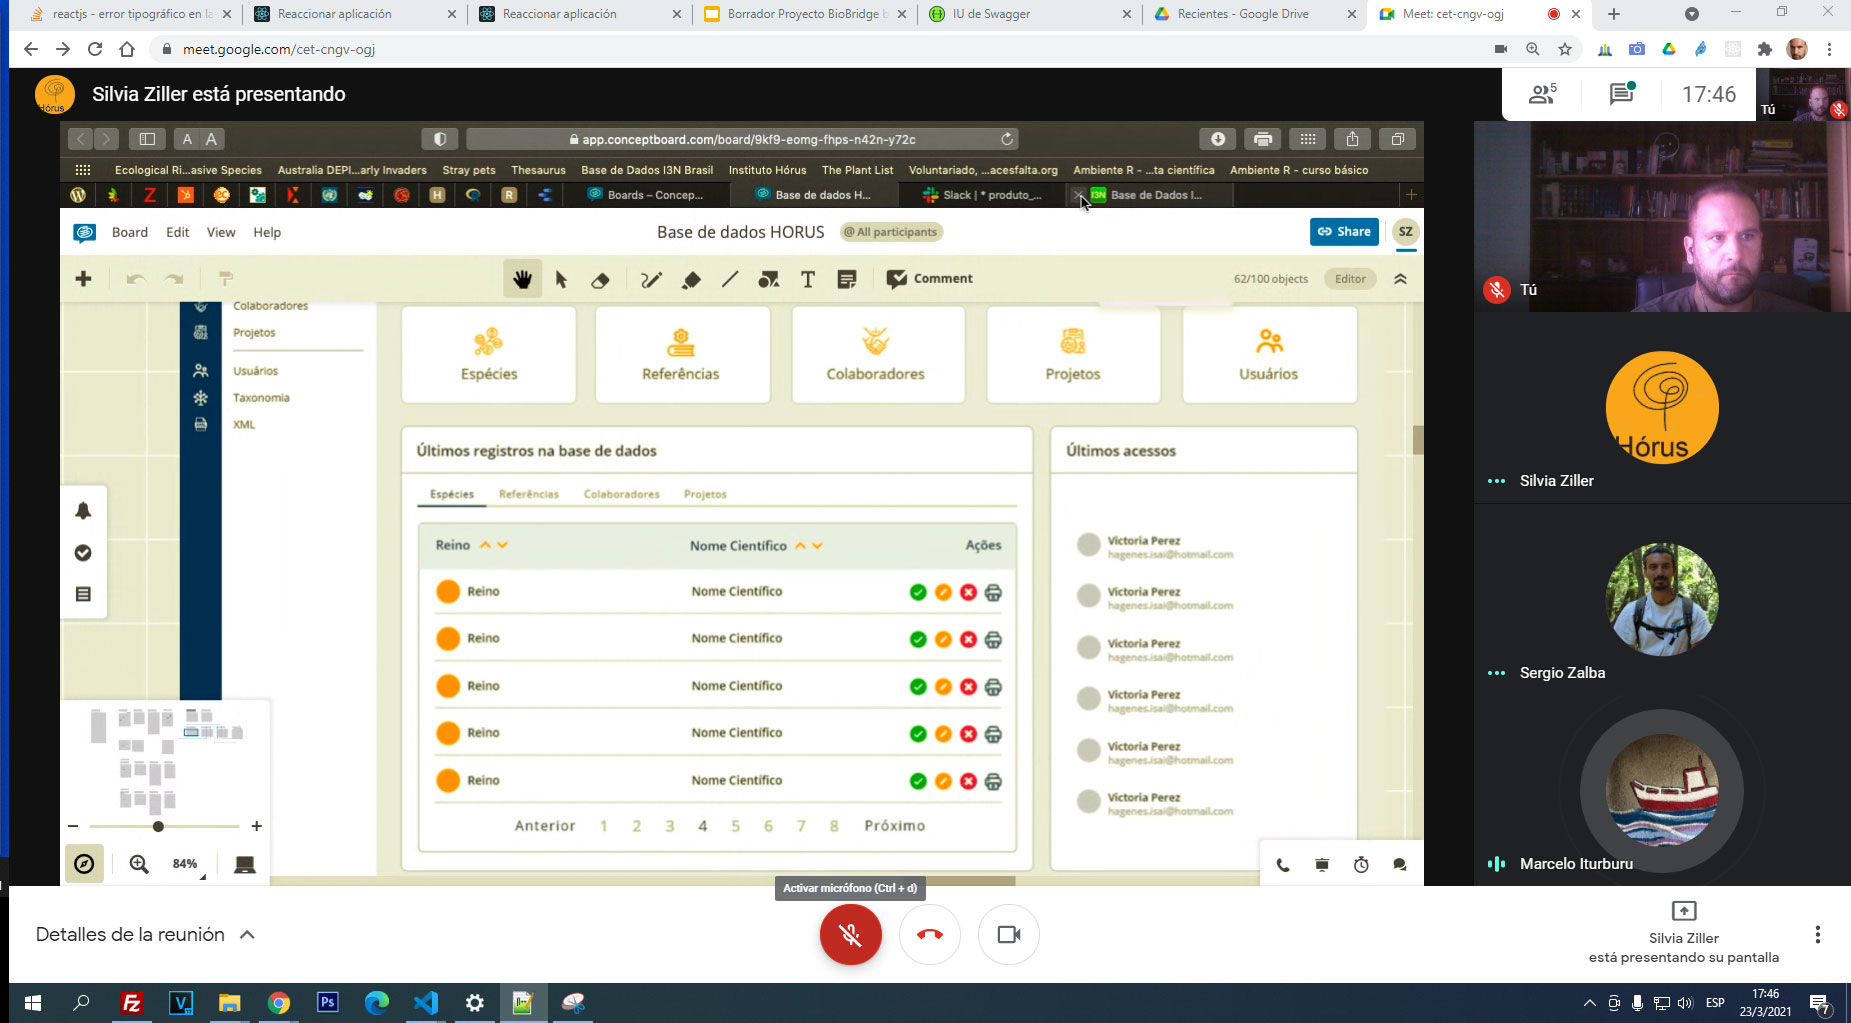 reactjs - error tipográfico en la
Reaccionar aplicación
Reaccionar aplicación
Borrador Proyecto BioBridge b
IU de Swagger
Recientes - Google Drive
Meet: cet-cngv-ogj
meet.google.com/cet-cngv-ogj
Hórus
Silvia Ziller está presentando
5
17:46
Tú
A A
app.conceptboard.com/board/9kf9-eomg-fhps-n42n-y72c
Ecological Ri...asive Species
Australia DEPI...arly Invaders
Stray pets
Thesaurus
Base de Dados I3N Brasil
Instituto Hórus
The Plant List
Voluntariado, ...acesfalta.org
Ambiente R - ...ta científica
Ambiente R - curso básico
Z
H
R
Boards – Concep...
Base de dados H...
Slack | * produto_...
I3N
Base de Dados I...
Board
Edit
View
Help
Base de dados HORUS
@ All participants
Share
SZ
T
Comment
62/100 objects
Editor
Tú
Colaboradores
Projetos
Usuários
Taxonomia
XML
Espécies
Referências
Colaboradores
Projetos
Usuários
Últimos registros na base de dados
Espécies
Referências
Colaboradores
Projetos
Reino
Nome Científico
Ações
Reino
Nome Científico
Reino
Nome Científico
Reino
Nome Científico
Reino
Nome Científico
Reino
Nome Científico
Anterior 1 2 3 4 5 6 7 8 Próximo
Últimos acessos
Victoria Perez
hagenes.isai@hotmail.com
Victoria Perez
hagenes.isai@hotmail.com
Victoria Perez
hagenes.isai@hotmail.com
Victoria Perez
hagenes.isai@hotmail.com
Victoria Perez
hagenes.isai@hotmail.com
Victoria Perez
hagenes.isai@hotmail.com
84%
Hórus
Silvia Ziller
Sergio Zalba
Marcelo Iturburu
Activar micrófono (Ctrl + d)
Detalles de la reunión
Silvia Ziller
está presentando su pantalla
Fz
V
Ps
ESP
17:46
23/3/2021
7